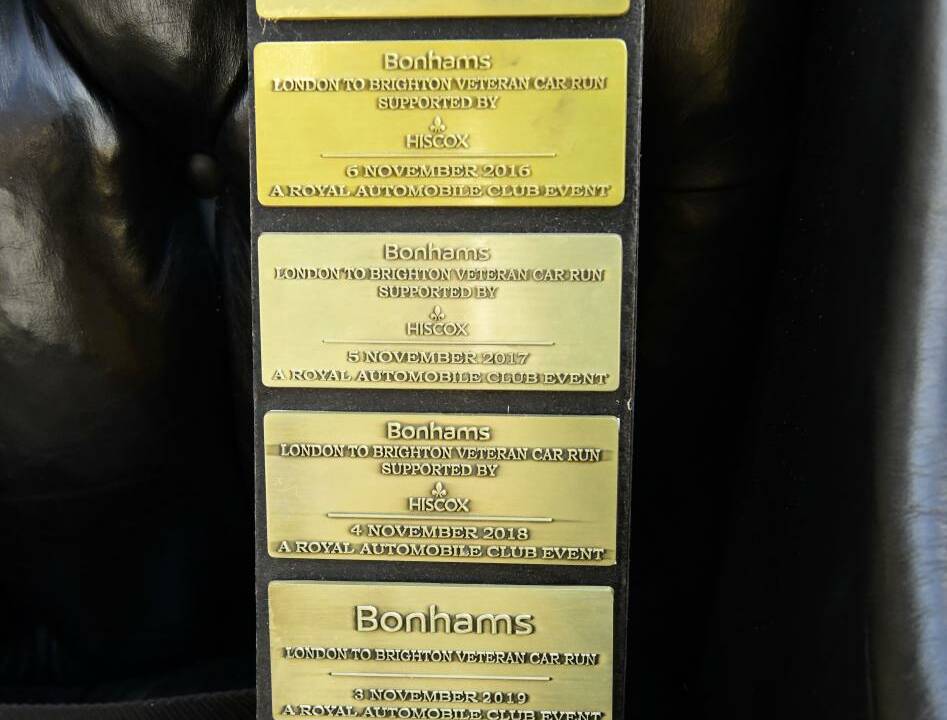 Bonhams
LONDON TO BRIGHTON VETERAN CAR RUN
SUPPORTED BY
HISCOX
6 NOVEMBER 2016
A ROYAL AUTOMOBILE CLUB EVENT
Bonhams
LONDON TO BRIGHTON VETERAN CAR RUN
SUPPORTED BY
HISCOX
5 NOVEMBER 2017
A ROYAL AUTOMOBILE CLUB EVENT
Bonhams
LONDON TO BRIGHTON VETERAN CAR RUN
SUPPORTED BY
HISCOX
4 NOVEMBER 2018
A ROYAL AUTOMOBILE CLUB EVENT
Bonhams
LONDON TO BRIGHTON VETERAN CAR RUN
3 NOVEMBER 2019
A ROYAL AUTOMOBILE CLUB EVENT